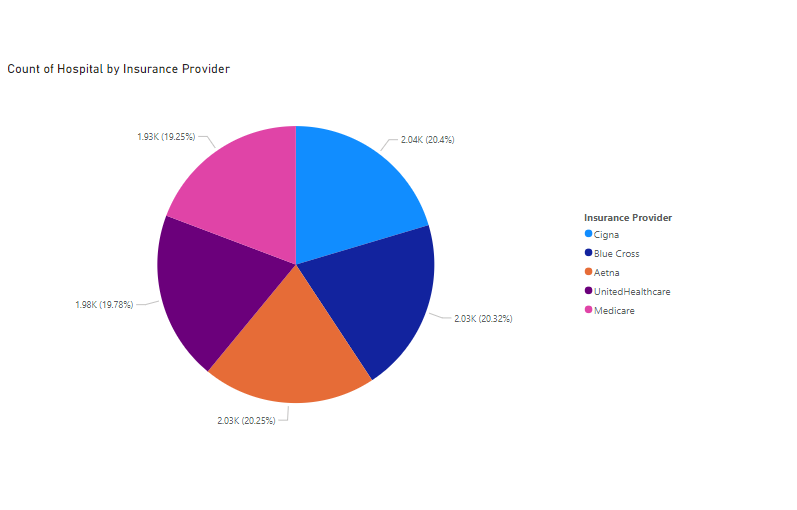 Count of Hospital by Insurance Provider
1.93K (19.25%)
2.04K (20.4%)
1.98K (19.78%)
2.03K (20.32%)
2.03K (20.25%)
Insurance Provider
Cigna
Blue Cross
Aetna
UnitedHealthcare
Medicare